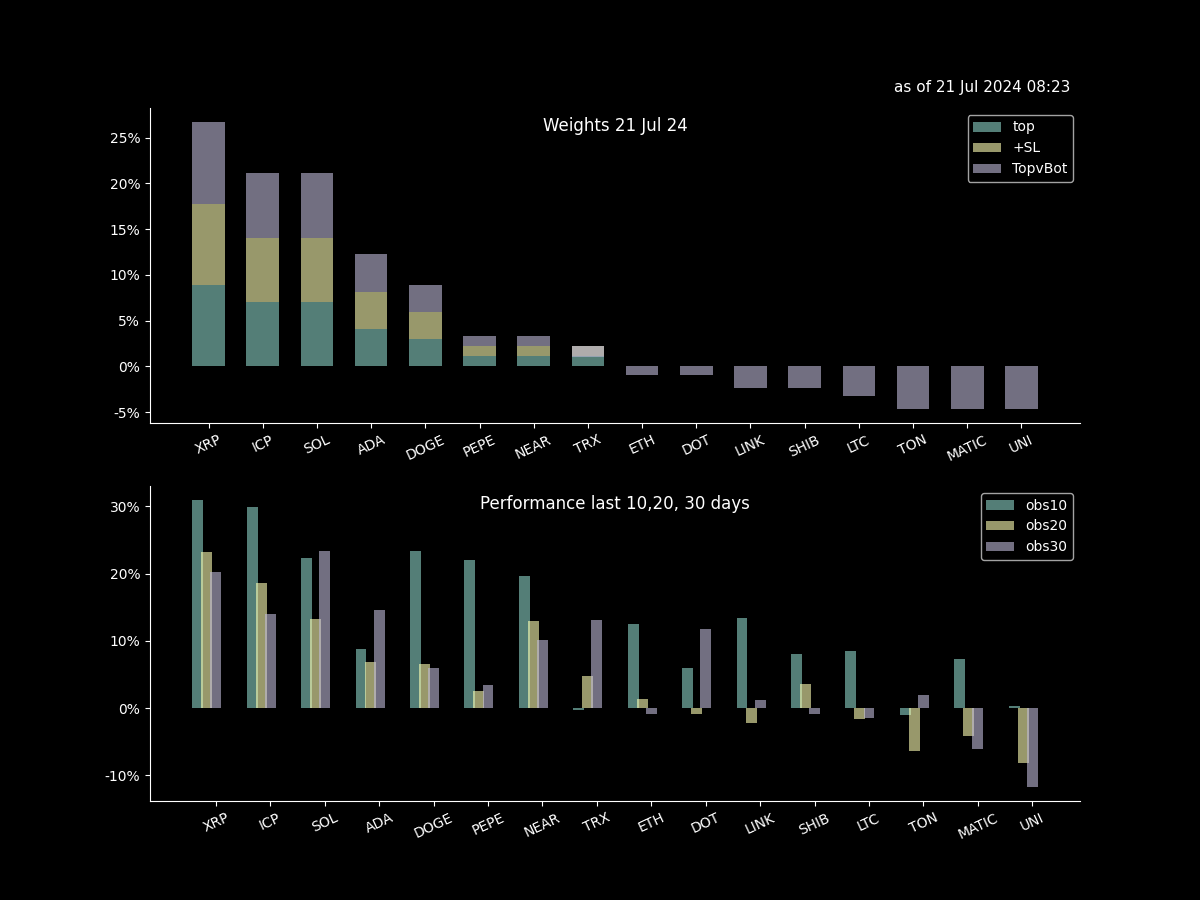 as of 21 Jul 2024 08:23
Weights 21 Jul 24
top
+SL
TopvBot
25%
20%
15%
10%
5%
0%
-5%
XRP ICP SOL ADA DOGE PEPE NEAR TRX ETH DOT LINK SHIB LTC TON MATIC UNI
Performance last 10,20, 30 days
obs10
obs20
obs30
30%
20%
10%
0%
-10%
XRP ICP SOL ADA DOGE PEPE NEAR TRX ETH DOT LINK SHIB LTC TON MATIC UNI